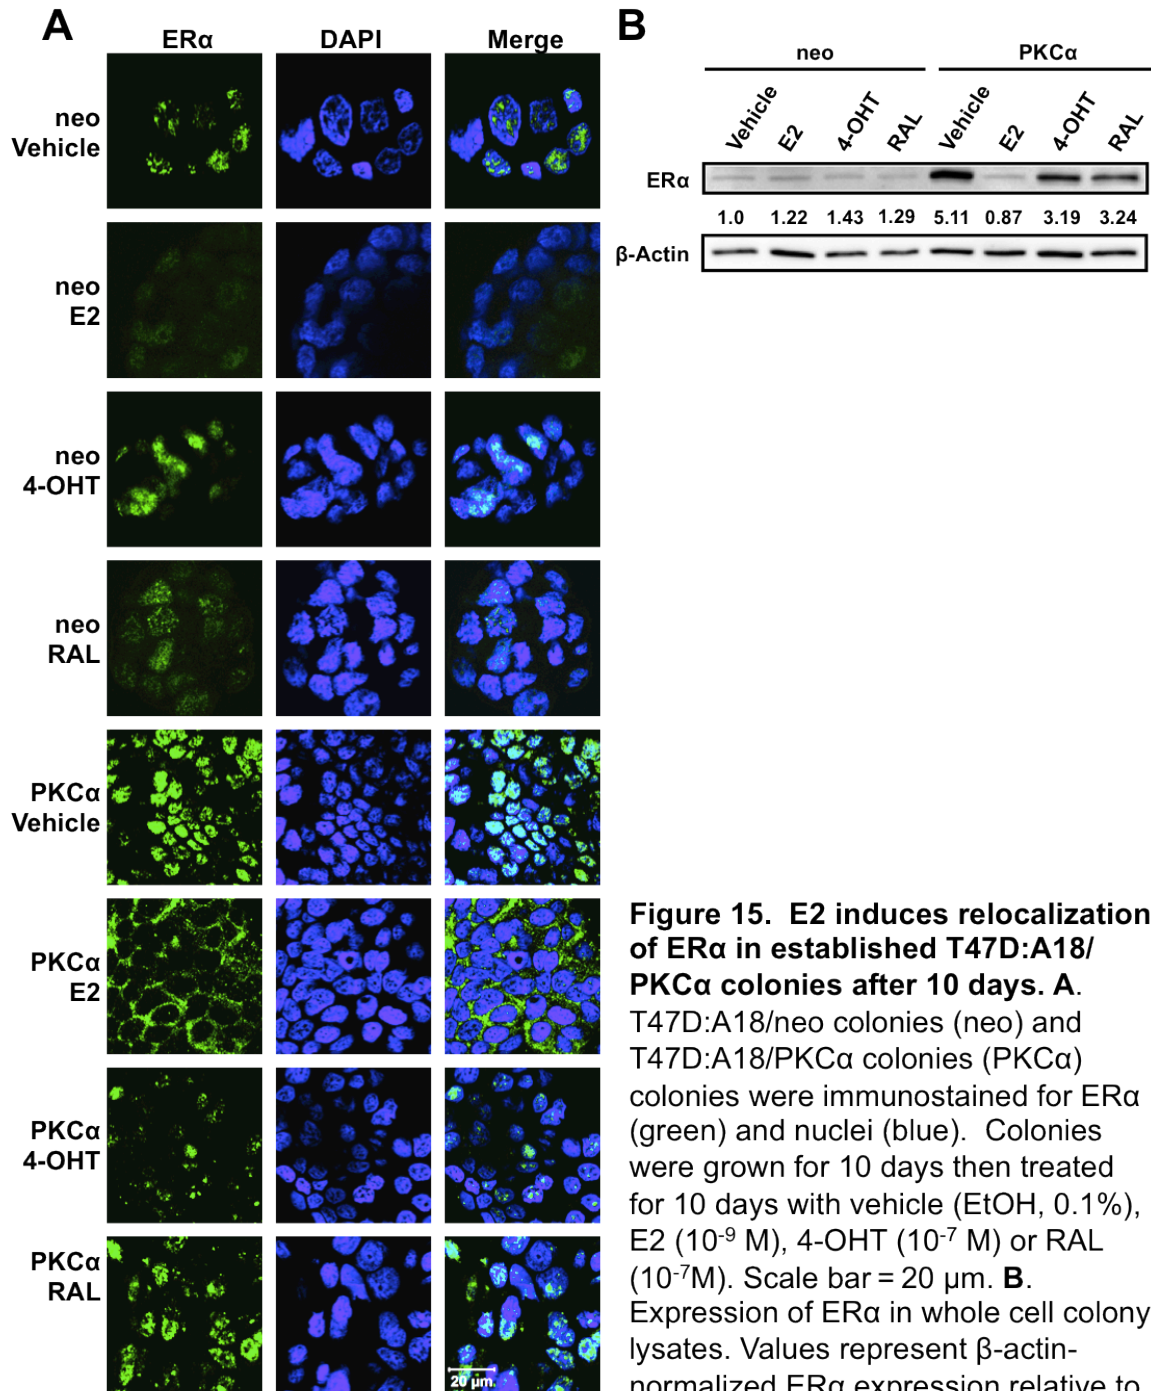 A
ERα DAPI Merge
neo
Vehicle
neo
E2
neo
4-OHT
neo
RAL
PKCα
Vehicle
PKCα
E2
PKCα
4-OHT
PKCα
RAL
20 µm
B
neo PKCα
Vehicle E2 4-OHT RAL Vehicle E2 4-OHT RAL
ERα
1.0 1.22 1.43 1.29 5.11 0.87 3.19 3.24
β-Actin
Figure 15. E2 induces relocalization
of ERα in established T47D:A18/
PKCα colonies after 10 days. A.
T47D:A18/neo colonies (neo) and
T47D:A18/PKCα colonies (PKCα)
colonies were immunostained for ERα
(green) and nuclei (blue). Colonies
were grown for 10 days then treated
for 10 days with vehicle (EtOH, 0.1%),
E2 (10⁻⁹ M), 4-OHT (10⁻⁷ M) or RAL
(10⁻⁷M). Scale bar = 20 µm. B.
Expression of ERα in whole cell colony
lysates. Values represent β-actin-
normalized ERα expression relative to